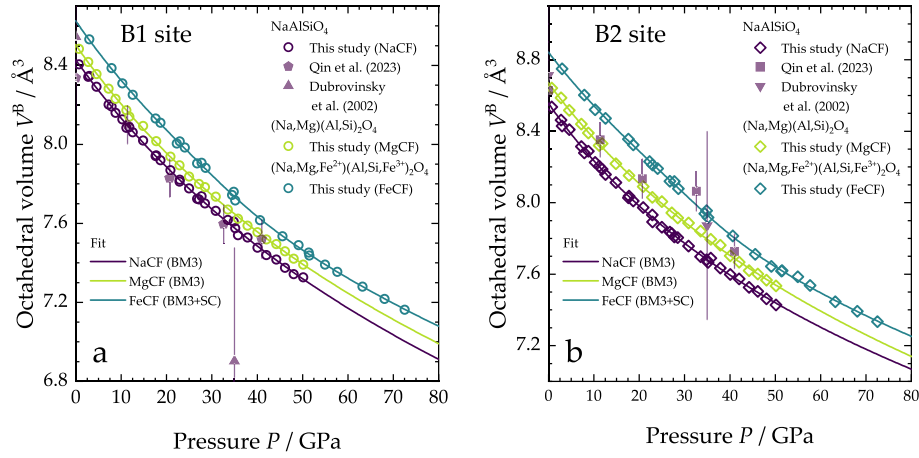 B1 site
NaAlSiO4
This study (NaCF)
Qin et al. (2023)
Dubrovinsky
et al. (2002)
(Na,Mg)(Al,Si)2O4
This study (MgCF)
(Na,Mg,Fe2+)(Al,Si,Fe3+)2O4
This study (FeCF)
Fit
NaCF (BM3)
MgCF (BM3)
FeCF (BM3+SC)
a
Octahedral volume VB / Å3
8.4
8.0
7.6
7.2
6.8
0 10 20 30 40 50 60 70 80
Pressure P / GPa
B2 site
NaAlSiO4
This study (NaCF)
Qin et al. (2023)
Dubrovinsky
et al. (2002)
(Na,Mg)(Al,Si)2O4
This study (MgCF)
(Na,Mg,Fe2+)(Al,Si,Fe3+)2O4
This study (FeCF)
Fit
NaCF (BM3)
MgCF (BM3)
FeCF (BM3+SC)
b
Octahedral volume VB / Å3
8.8
8.4
8.0
7.6
7.2
0 10 20 30 40 50 60 70 80
Pressure P / GPa